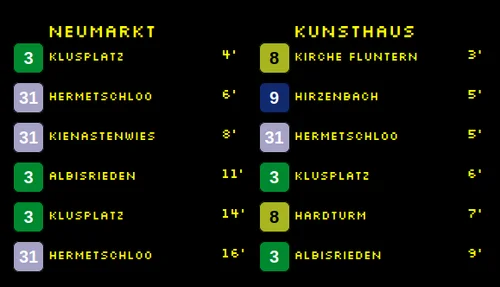 NEUMARKT
3 KLUSPLATZ 4'
31 HERMETSCHLOO 6'
31 KIENASTENWIES 8'
3 ALBISRIEDEN 11'
3 KLUSPLATZ 14'
31 HERMETSCHLOO 16'
KUNSTHAUS
8 KIRCHE FLUNTERN 3'
9 HIRZENBACH 5'
31 HERMETSCHLOO 5'
3 KLUSPLATZ 6'
8 HARDTURM 7'
3 ALBISRIEDEN 9'